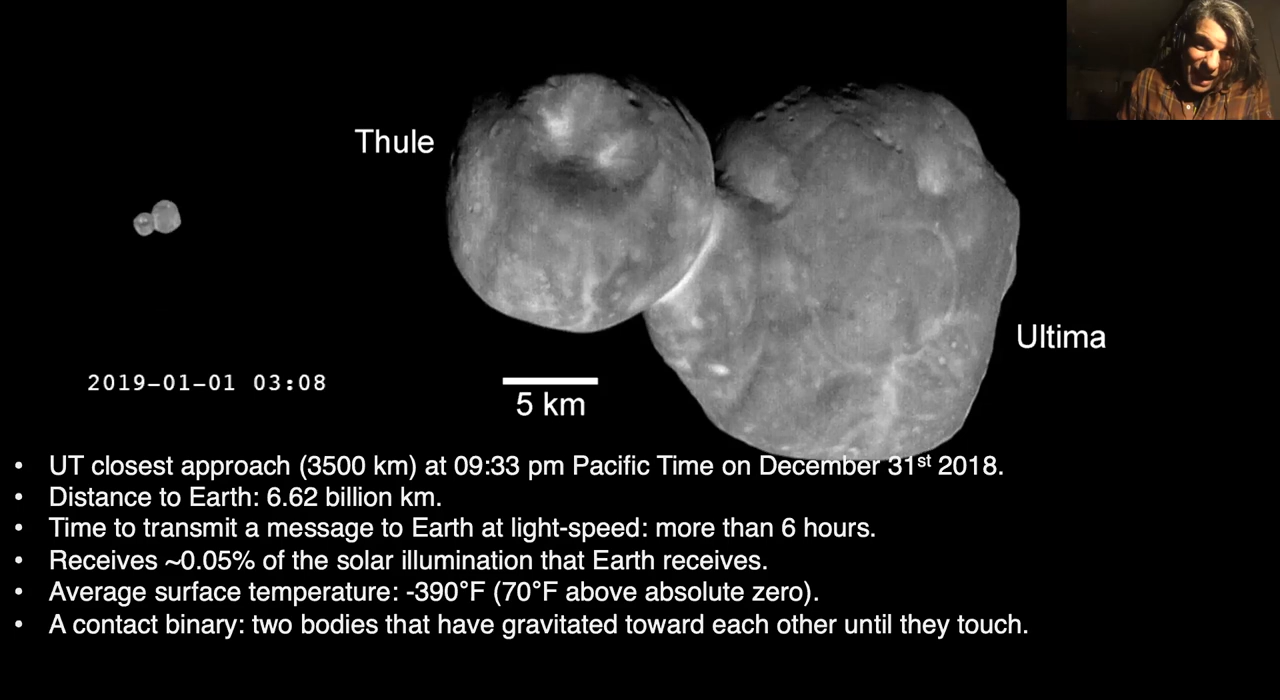 Thule
Ultima
2019-01-01 03:08
5 km
• UT closest approach (3500 km) at 09:33 pm Pacific Time on December 31st 2018.
• Distance to Earth: 6.62 billion km.
• Time to transmit a message to Earth at light-speed: more than 6 hours.
• Receives ~0.05% of the solar illumination that Earth receives.
• Average surface temperature: -390°F (70°F above absolute zero).
• A contact binary: two bodies that have gravitated toward each other until they touch.